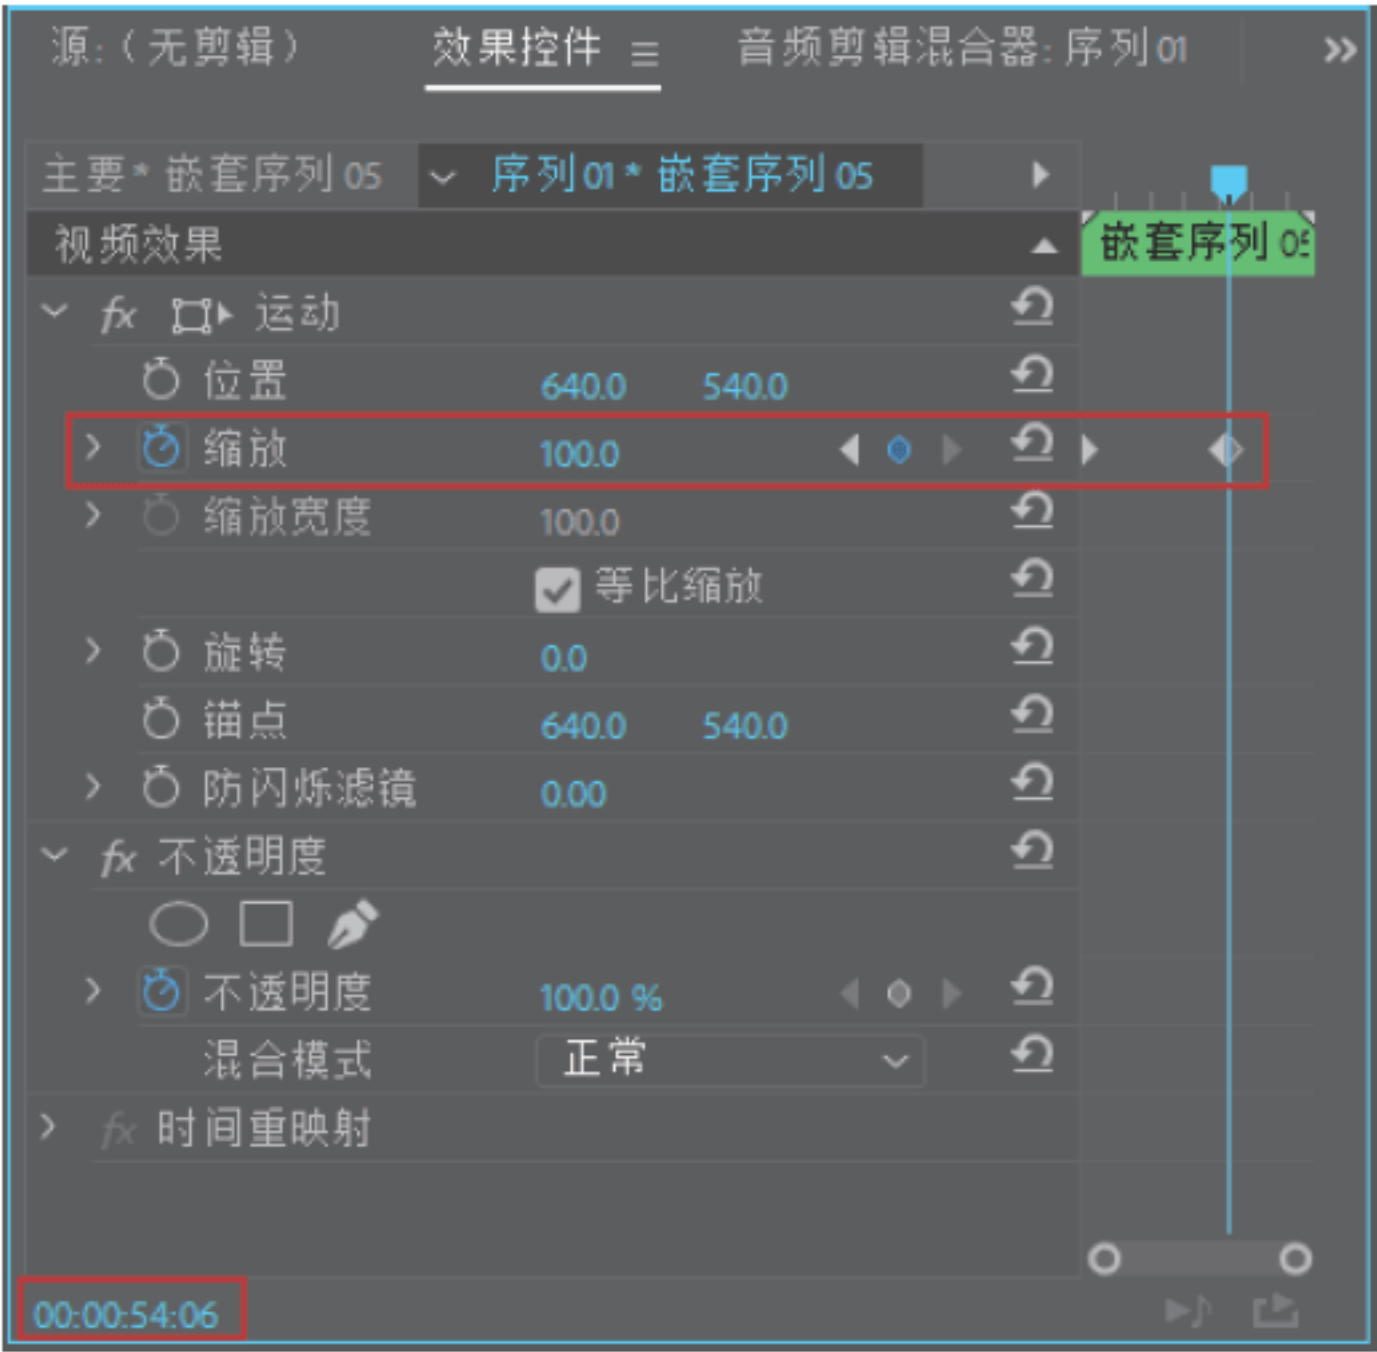 源:（无剪辑） 效果控件 音频剪辑混合器: 序列 01
主要* 嵌套序列 05 序列 01* 嵌套序列 05
视频效果 嵌套序列 05
fx 运动
位置 640.0 540.0
缩放 100.0
缩放宽度 100.0
等比缩放
旋转 0.0
锚点 640.0 540.0
防闪烁滤镜 0.00
fx 不透明度
不透明度 100.0 %
混合模式 正常
fx 时间重映射
00:00:54:06